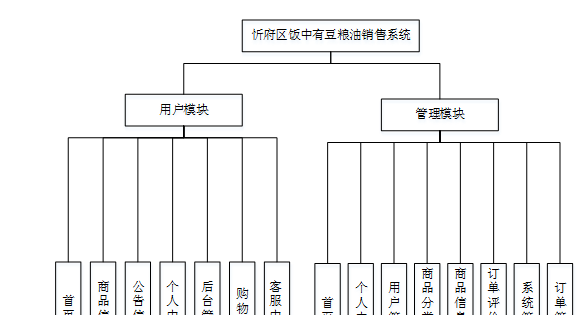 忻府区饭中有豆粮油销售系统
用户模块
管理模块
首页
商品信
公告信
个人中
后台管
购物
客服中
首页
个人中
用户管
商品分类
商品信息
订单评价
系统管
订单管